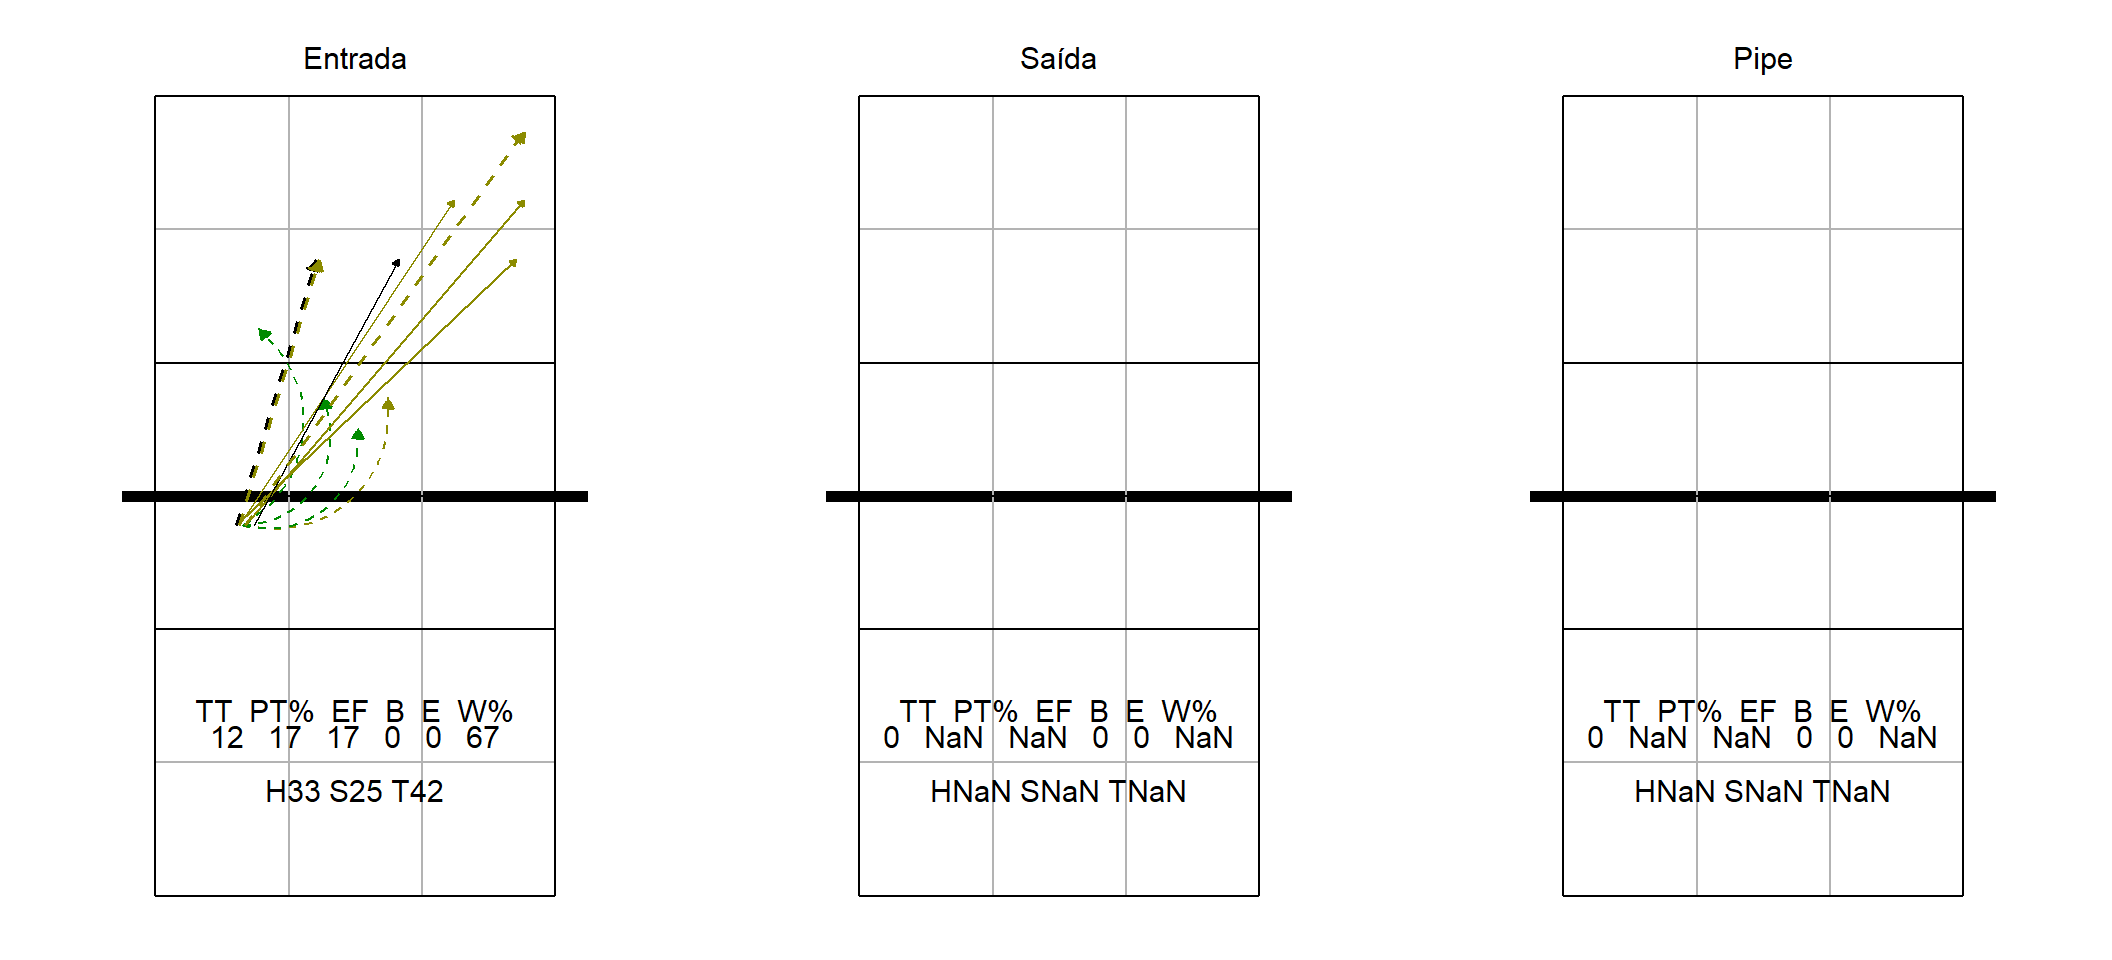 Entrada
TT PT% EF B E W%
12 17 17 0 0 67
H33 S25 T42
Saída
TT PT% EF B E W%
0 NaN NaN 0 0 NaN
HNaN SNaN TNaN
Pipe
TT PT% EF B E W%
0 NaN NaN 0 0 NaN
HNaN SNaN TNaN